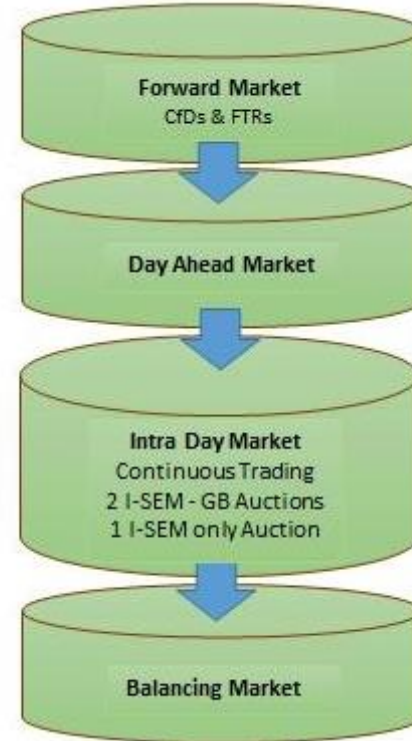 Forward Market
CfDs & FTRs
Day Ahead Market
Intra Day Market
Continuous Trading
2 I-SEM - GB Auctions
1 I-SEM only Auction
Balancing Market